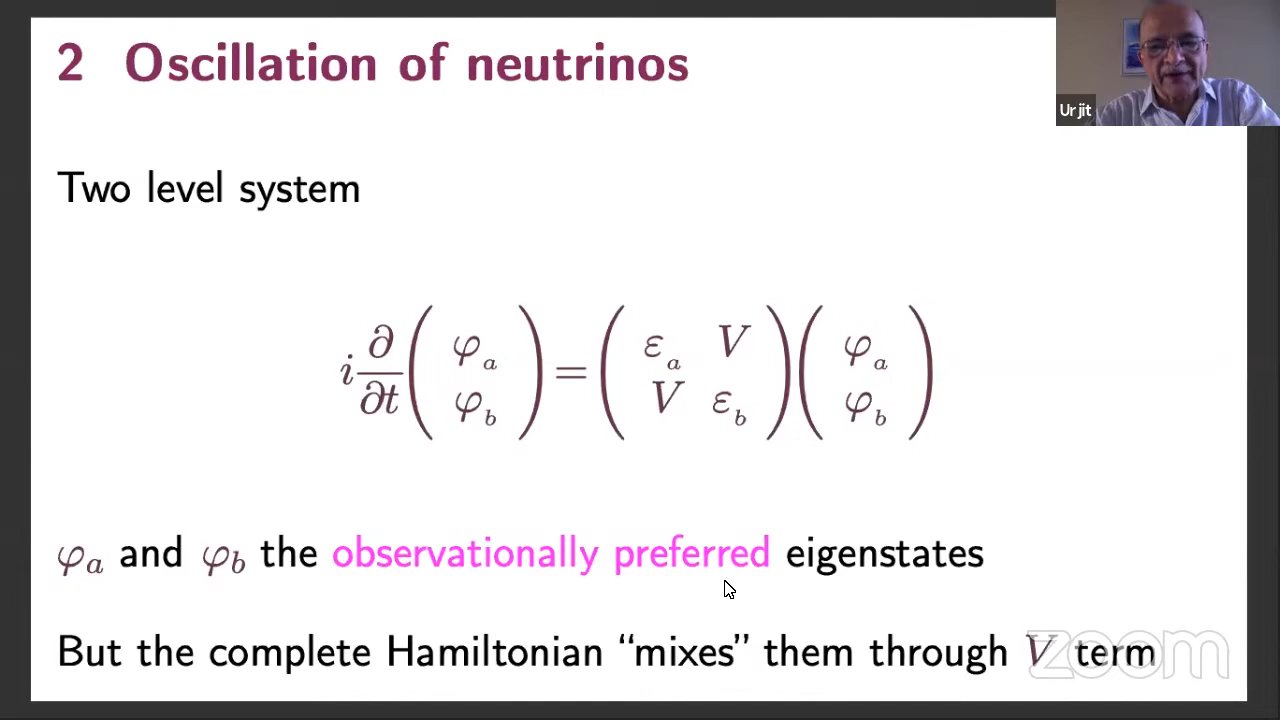 2 Oscillation of neutrinos
Urjit
Two level system
i ∂/∂t ( φ_a φ_b ) = ( ε_a V V ε_b ) ( φ_a φ_b )
φ_a and φ_b the observationally preferred eigenstates
But the complete Hamiltonian “mixes” them through V term
zoom